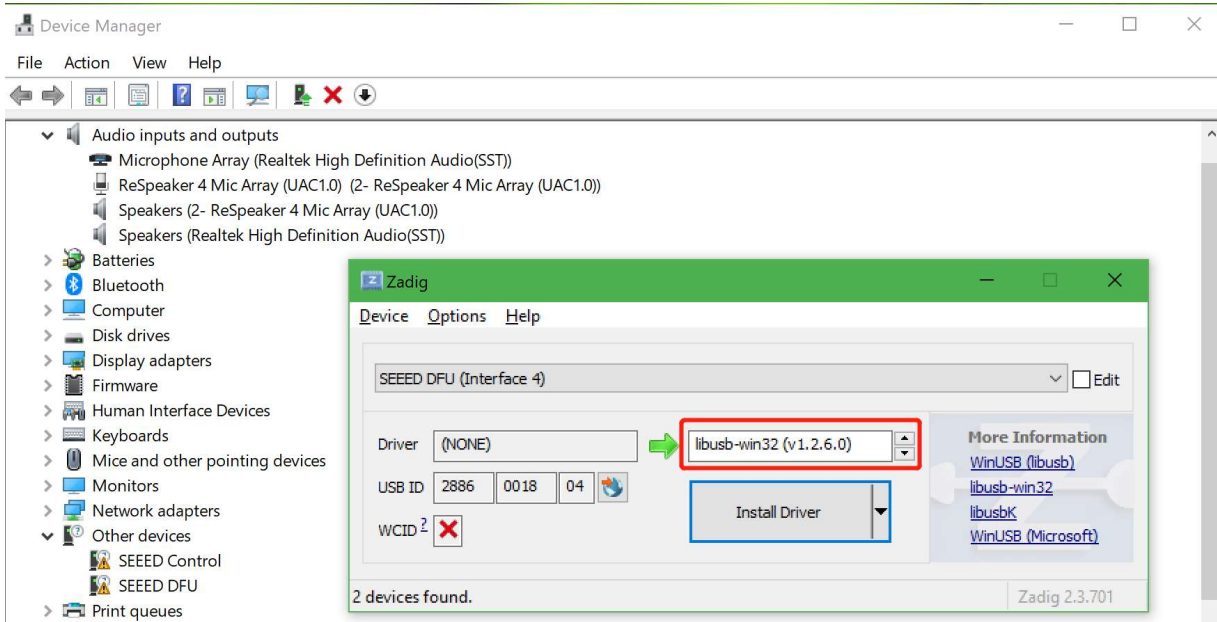 Device Manager
File Action View Help
Audio inputs and outputs
Microphone Array (Realtek High Definition Audio(SST))
ReSpeaker 4 Mic Array (UAC1.0) (2- ReSpeaker 4 Mic Array (UAC1.0))
Speakers (2- ReSpeaker 4 Mic Array (UAC1.0))
Speakers (Realtek High Definition Audio(SST))
Batteries
Bluetooth
Computer
Disk drives
Display adapters
Firmware
Human Interface Devices
Keyboards
Mice and other pointing devices
Monitors
Network adapters
Other devices
SEEED Control
SEEED DFU
Print queues
Zadig
Device Options Help
SEEED DFU (Interface 4) Edit
Driver (NONE) libusb-win32 (v1.2.6.0)
USB ID 2886 0018 04
WCID ?
Install Driver
More Information
WinUSB (libusb)
libusb-win32
libusbK
WinUSB (Microsoft)
2 devices found. Zadig 2.3.701